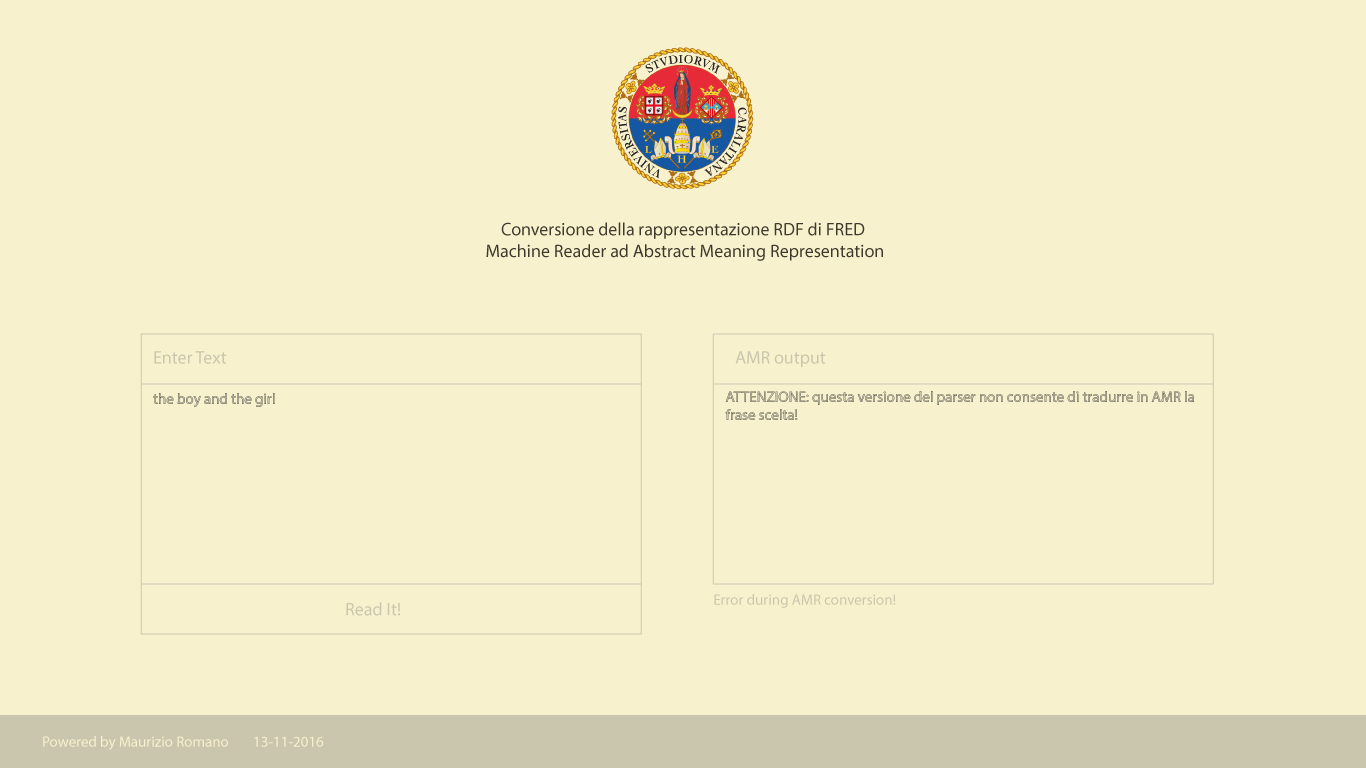 STVDIORVM
VNIVERSITAS
CARALITANA
L
H
E
Conversione della rappresentazione RDF di FRED
Machine Reader ad Abstract Meaning Representation
Enter Text
the boy and the girl
Read It!
AMR output
ATTENZIONE: questa versione del parser non consente di tradurre in AMR la
frase scelta!
Error during AMR conversion!
Powered by Maurizio Romano 13-11-2016